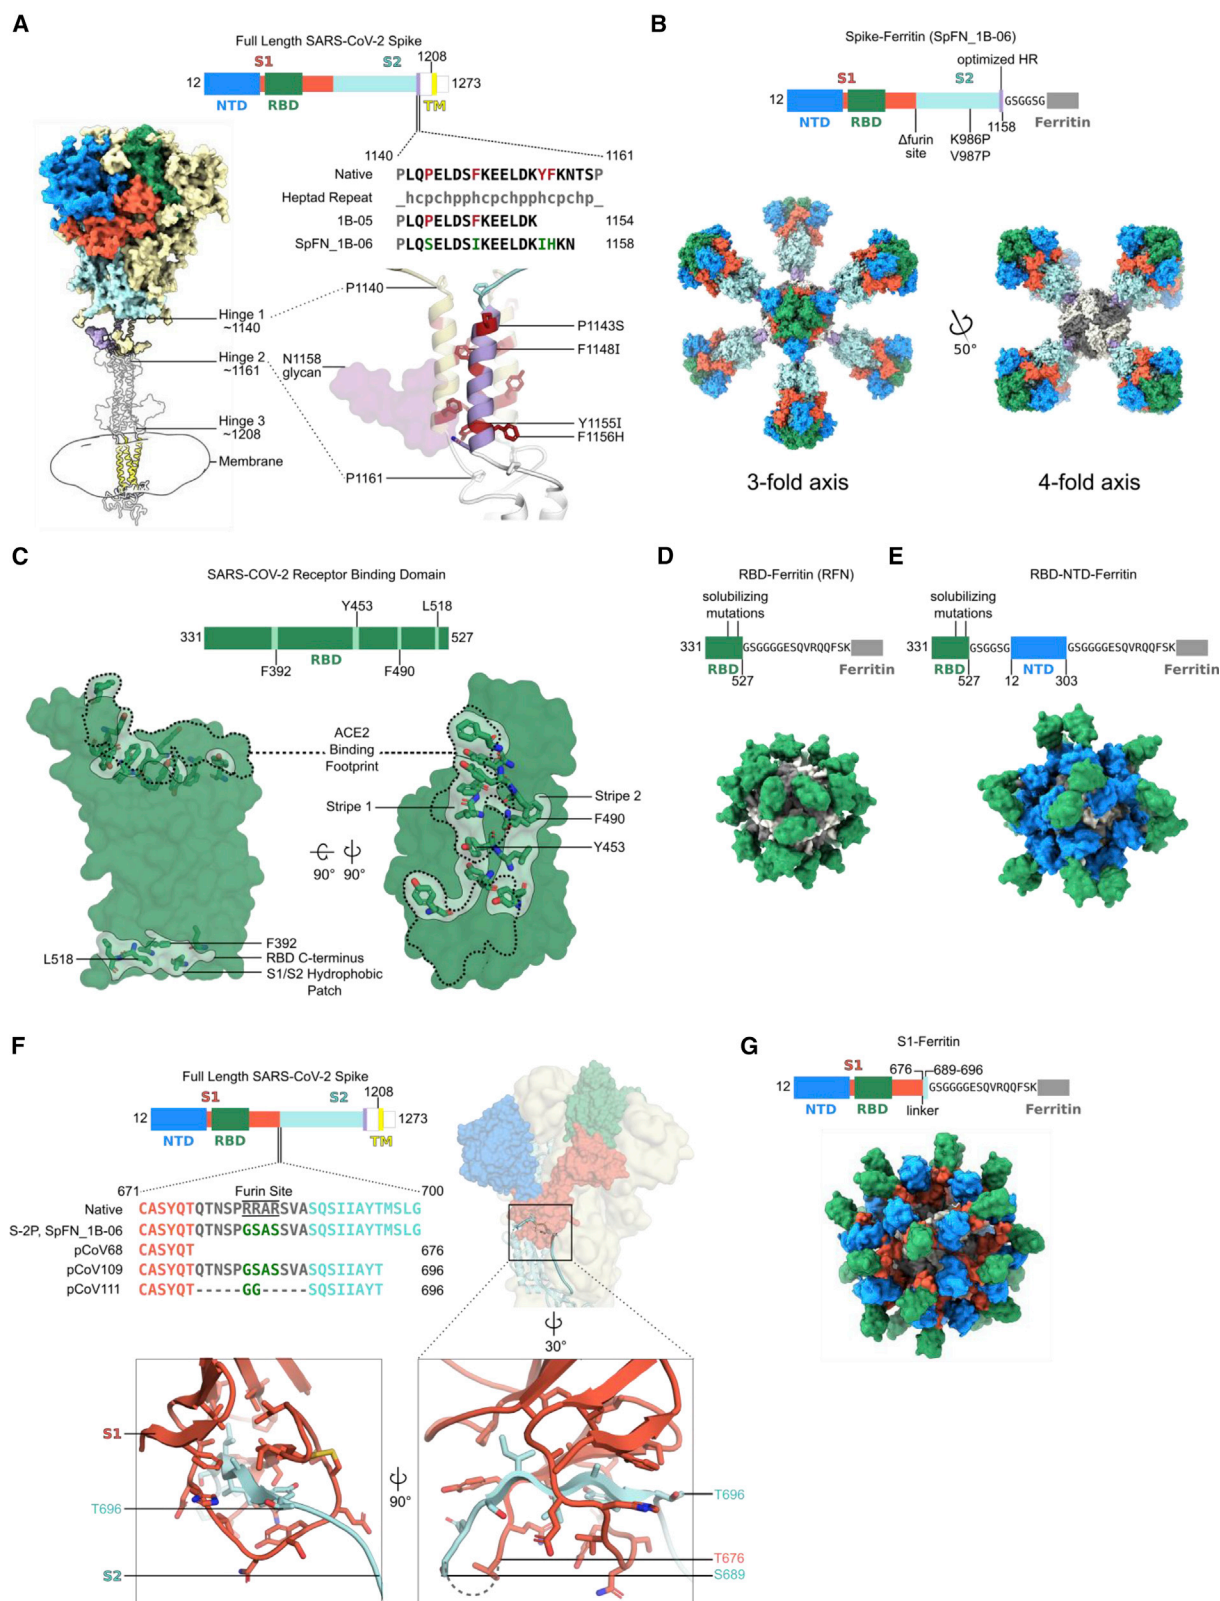 A
Full Length SARS-CoV-2 Spike
S1
S2
1208
12
1273
NTD
RBD
TM
1140
1161
Native
PLQPELDSFKEELDKYFKNTSP
Heptad Repeat
_hcpchpphcpchpphcpchp_
1B-05
PLQPELDSFKEELDK
1154
SpFN_1B-06
PLQSELDSIKEELDKIHKN
1158
Hinge 1
~1140
Hinge 2
~1161
Hinge 3
~1208
Membrane
P1140
N1158
glycan
P1161
P1143S
F1148I
Y1155I
F1156H
B
Spike-Ferritin (SpFN_1B-06)
optimized HR
S1
S2
12
GSGGSG
NTD
RBD
Ferritin
Δfurin
site
K986P
V987P
1158
50°
3-fold axis
4-fold axis
C
SARS-COV-2 Receptor Binding Domain
Y453
L518
331
527
RBD
F392
F490
ACE2
Binding
Footprint
Stripe 1
Stripe 2
F490
Y453
90°
90°
F392
L518
RBD C-terminus
S1/S2 Hydrophobic
Patch
D
RBD-Ferritin (RFN)
solubilizing
mutations
331
GSGGGGESQVRQQFSK
RBD
527
Ferritin
E
RBD-NTD-Ferritin
solubilizing
mutations
331
GSGGSG
GSGGGGESQVRQQFSK
RBD
NTD
Ferritin
527
12
303
F
Full Length SARS-CoV-2 Spike
S1
S2
1208
12
1273
NTD
RBD
TM
671
Furin Site
700
Native
CASYQTQTNSPRRARSVASQSIIAYTMSLG
S-2P, SpFN_1B-06
CASYQTQTNSPGSASSVASQSIIAYTMSLG
pCoV68
CASYQT
676
pCoV109
CASYQTQTNSPGSASSVASQSIIAYT
696
pCoV111
CASYQT-----GG------SQSIIAYT
696
30°
S1
T696
S2
90°
T696
T676
S689
G
S1-Ferritin
S1
676
689-696
12
GSGGGGESQVRQQFSK
NTD
RBD
linker
Ferritin